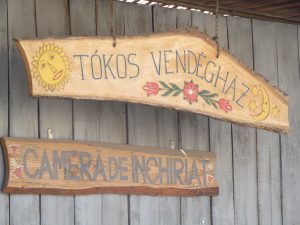 TÓKOS VENDÉGHÁZ
CAMERA DE INCHIRIAT